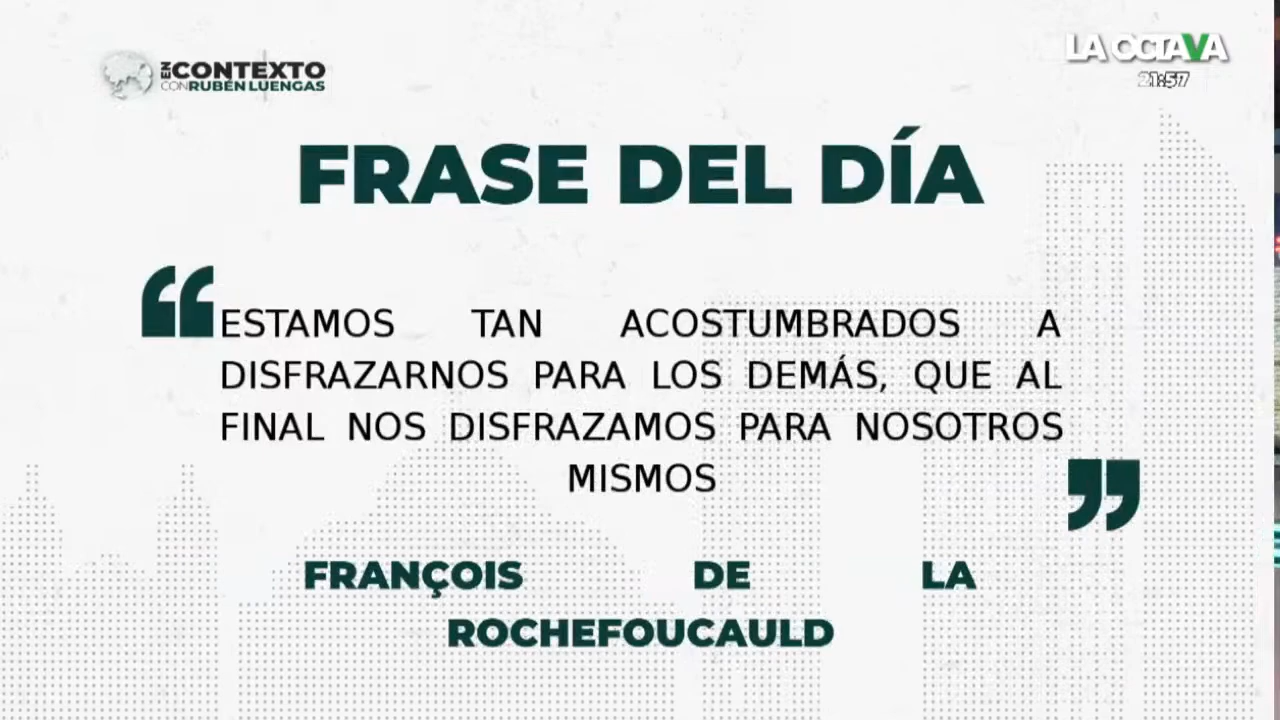 EN CONTEXTO
CON RUBÉN LUENGAS
LA OCTAVA
21:57
FRASE DEL DÍA
“ESTAMOS TAN ACOSTUMBRADOS A
DISFRAZARNOS PARA LOS DEMÁS, QUE AL
FINAL NOS DISFRAZAMOS PARA NOSOTROS
MISMOS”
FRANÇOIS DE LA
ROCHEFOUCAULD